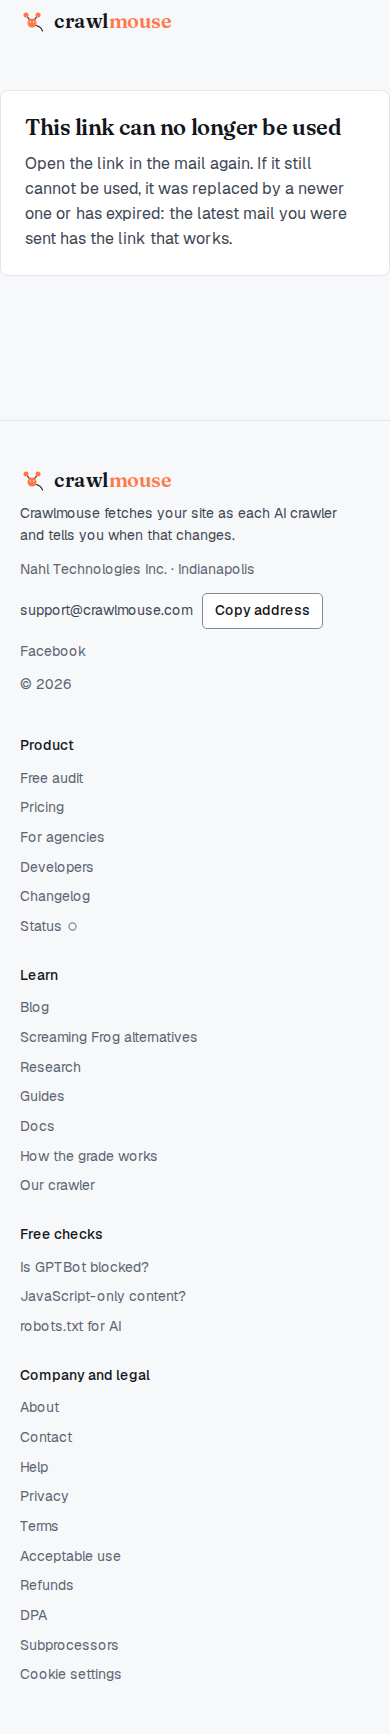 crawlmouse
This link can no longer be used
Open the link in the mail again. If it still
cannot be used, it was replaced by a newer
one or has expired: the latest mail you were
sent has the link that works.
crawlmouse
Crawlmouse fetches your site as each AI crawler
and tells you when that changes.
Nahl Technologies Inc. · Indianapolis
support@crawlmouse.com Copy address
Facebook
© 2026
Product
Free audit
Pricing
For agencies
Developers
Changelog
Status
Learn
Blog
Screaming Frog alternatives
Research
Guides
Docs
How the grade works
Our crawler
Free checks
Is GPTBot blocked?
JavaScript-only content?
robots.txt for AI
Company and legal
About
Contact
Help
Privacy
Terms
Acceptable use
Refunds
DPA
Subprocessors
Cookie settings